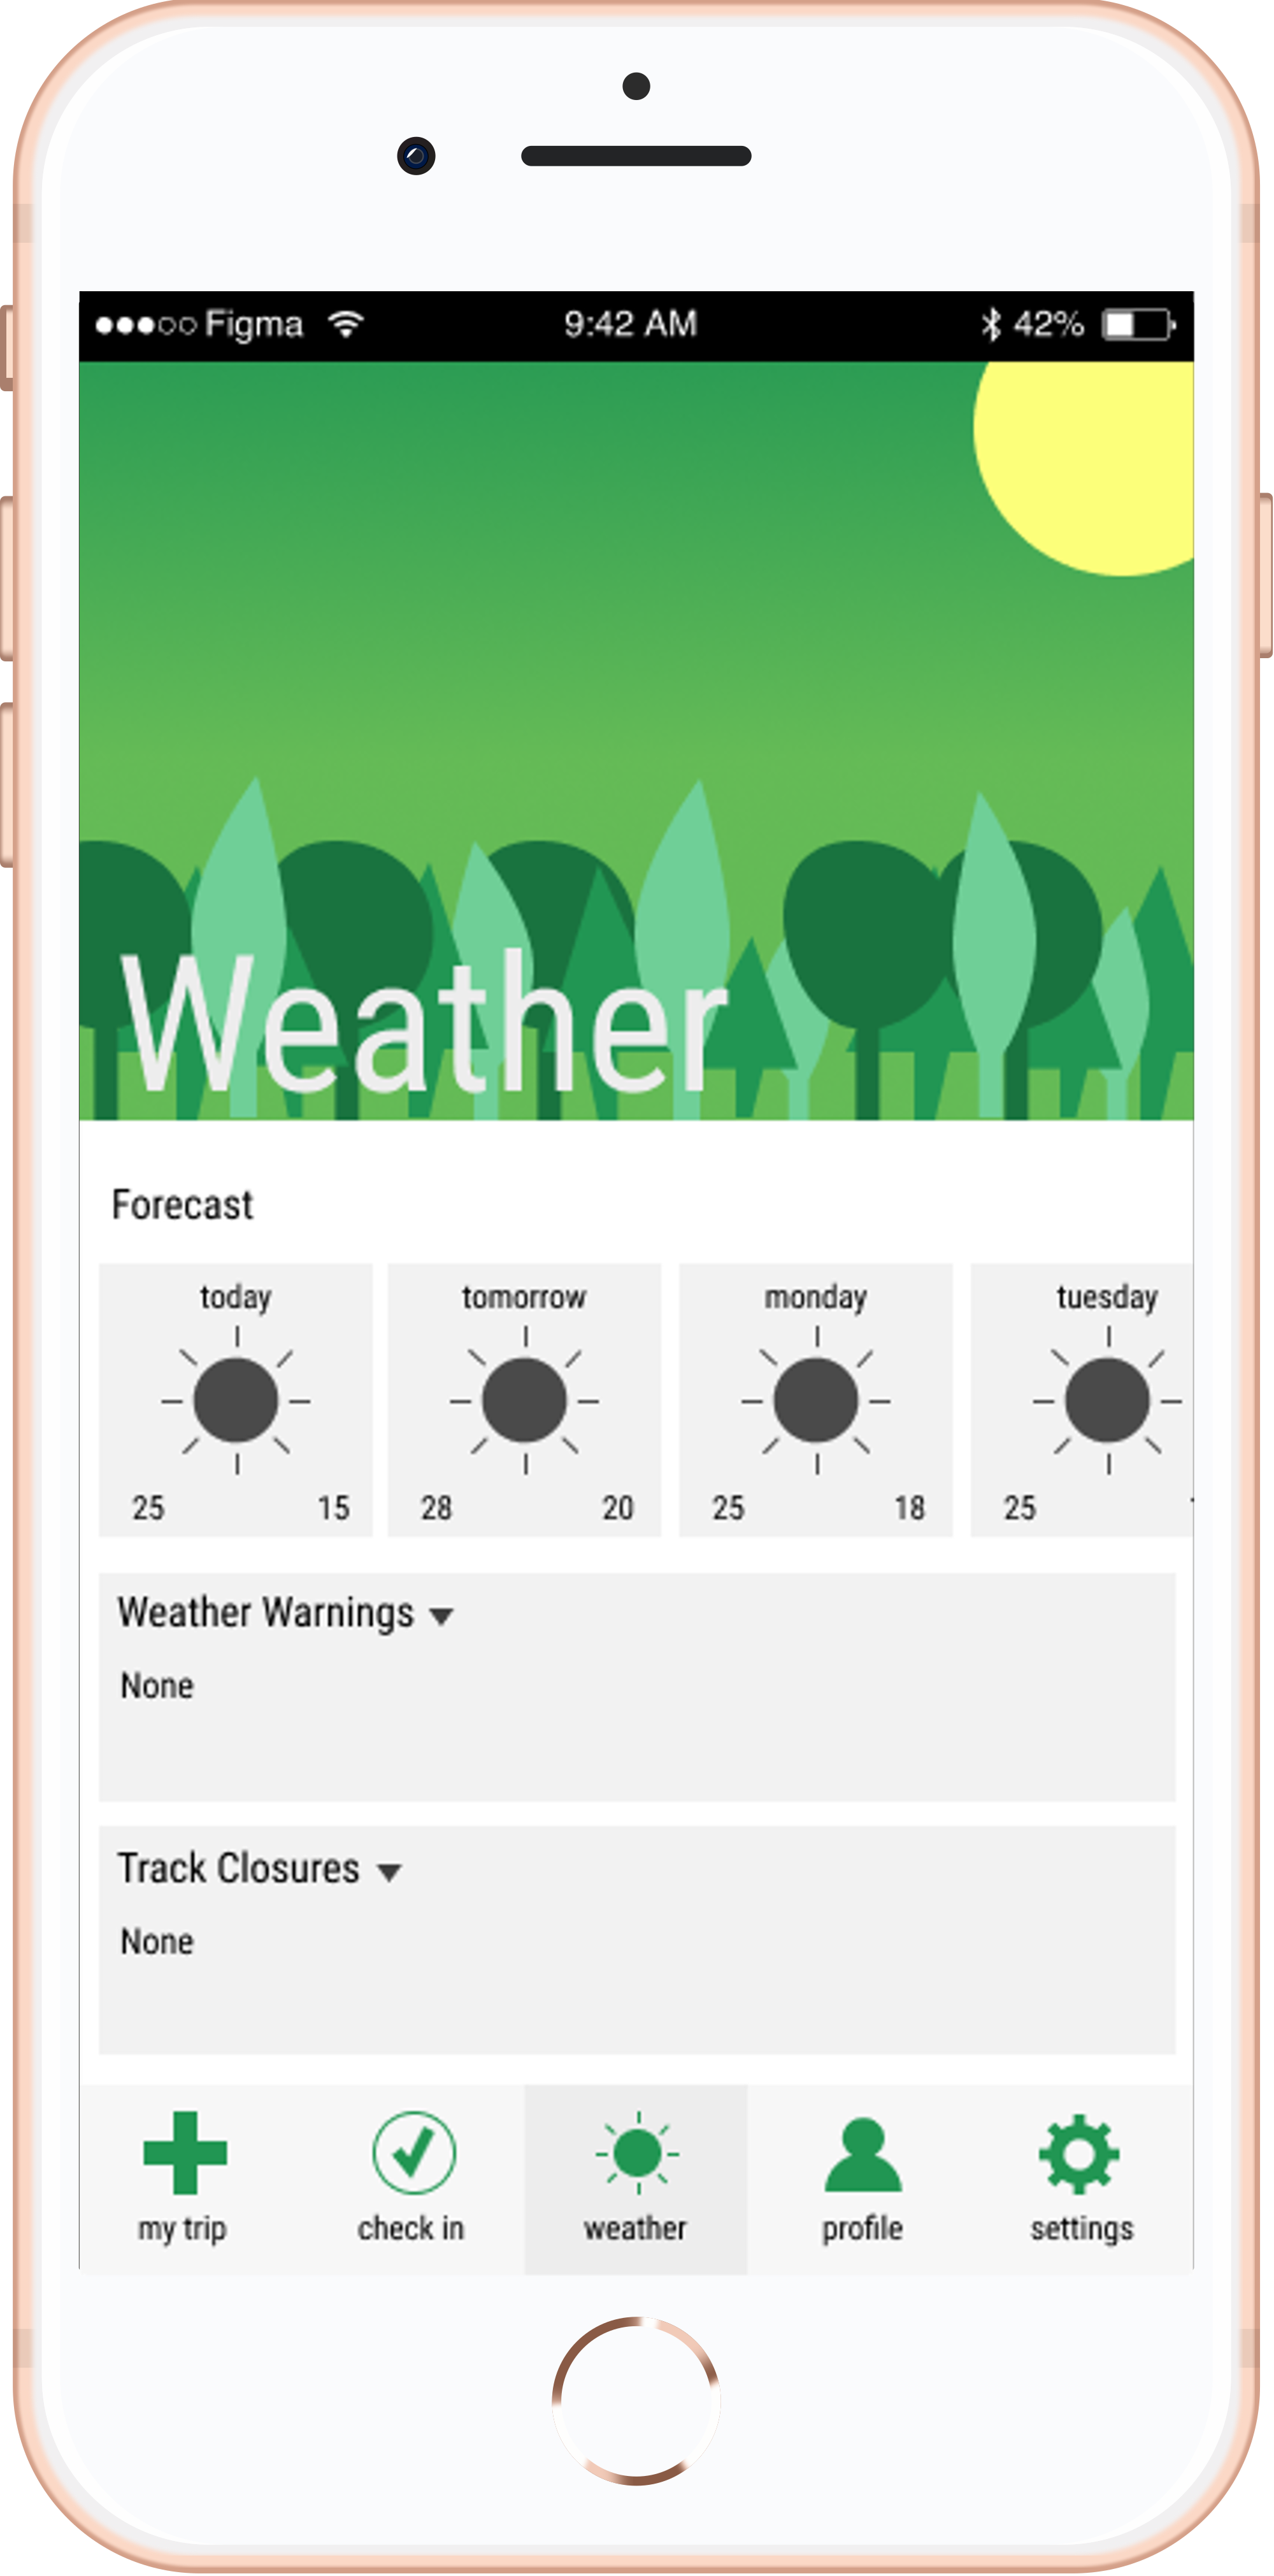 Figma 9:42 AM 42%
Weather
Forecast
today tomorrow monday tuesday
25 15 28 20 25 18 25
Weather Warnings
None
Track Closures
None
my trip check in weather profile settings